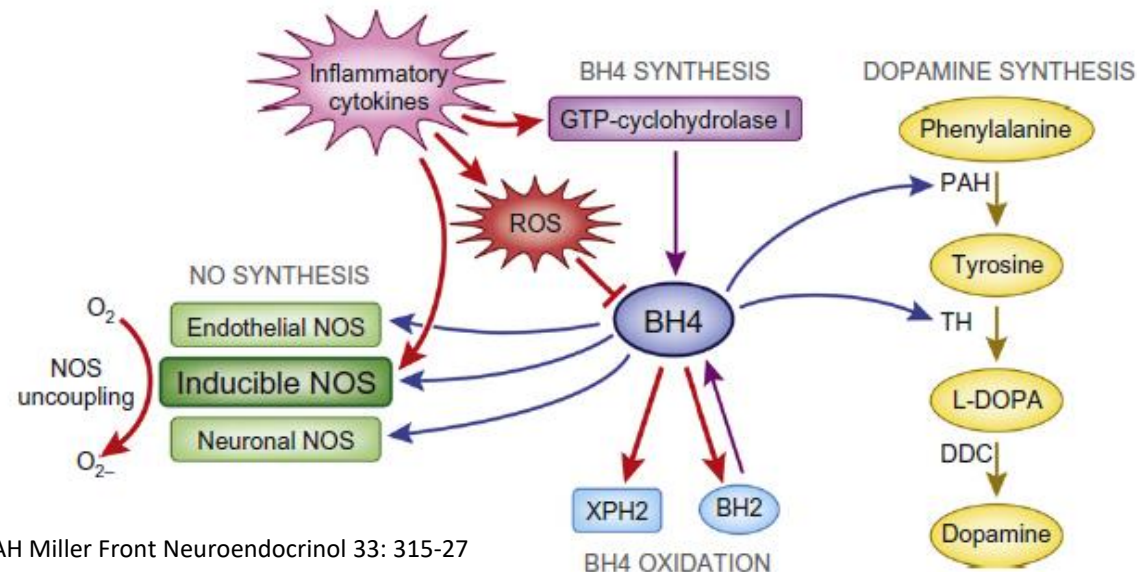 Inflammatory
cytokines
BH4 SYNTHESIS
GTP-cyclohydrolase I
DOPAMINE SYNTHESIS
Phenylalanine
PAH
Tyrosine
TH
L-DOPA
DDC
Dopamine
ROS
BH4
NO SYNTHESIS
O2
NOS
uncoupling
O2–
Endothelial NOS
Inducible NOS
Neuronal NOS
XPH2
BH2
BH4 OXIDATION
AH Miller Front Neuroendocrinol 33: 315-27